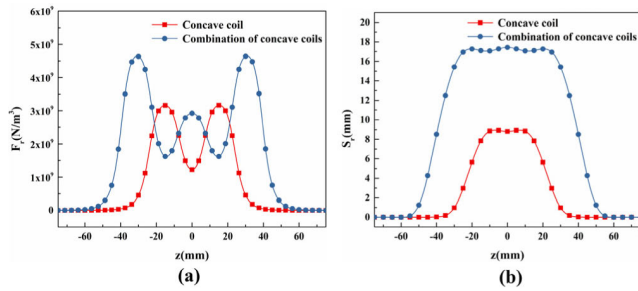 Concave coil
Combination of concave coils
6x10⁹
5x10⁹
4x10⁹
3x10⁹
2x10⁹
1x10⁹
0
Fr(N/m³)
-60 -40 -20 0 20 40 60
z(mm)
(a)
Concave coil
Combination of concave coils
20
18
16
14
12
10
8
6
4
2
0
Sr(mm)
-60 -40 -20 0 20 40 60
z(mm)
(b)